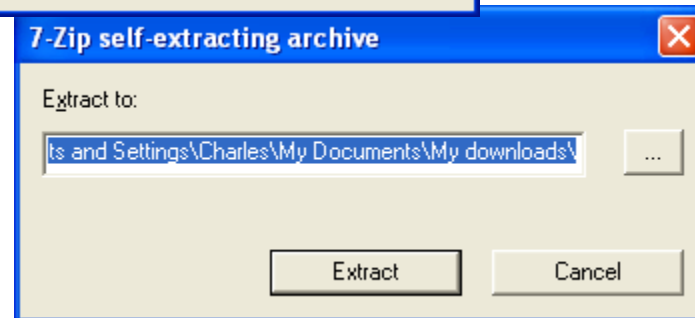 7-Zip self-extracting archive
Extract to:
ts and Settings\Charles\My Documents\My downloads\
...
Extract
Cancel